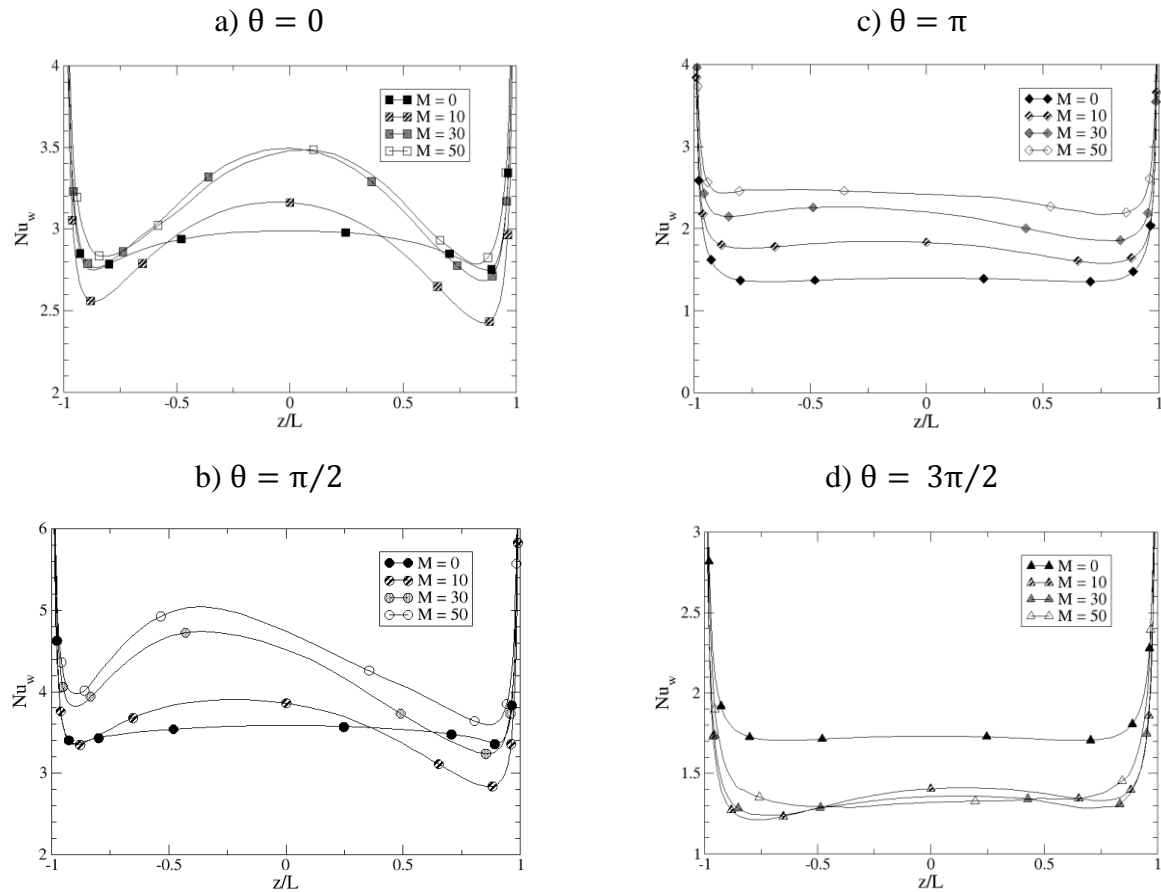 a) θ = 0
4
3.5
3
2.5
2
Nu_w
M = 0
M = 10
M = 30
M = 50
-1
-0.5
0
0.5
1
z/L
c) θ = π
4
3
2
1
0
Nu_w
M = 0
M = 10
M = 30
M = 50
-1
-0.5
0
0.5
1
z/L
b) θ = π/2
6
5
4
3
2
Nu_w
M = 0
M = 10
M = 30
M = 50
-1
-0.5
0
0.5
1
z/L
d) θ = 3π/2
3
2.5
2
1.5
1
Nu_w
M = 0
M = 10
M = 30
M = 50
-1
-0.5
0
0.5
1
z/L